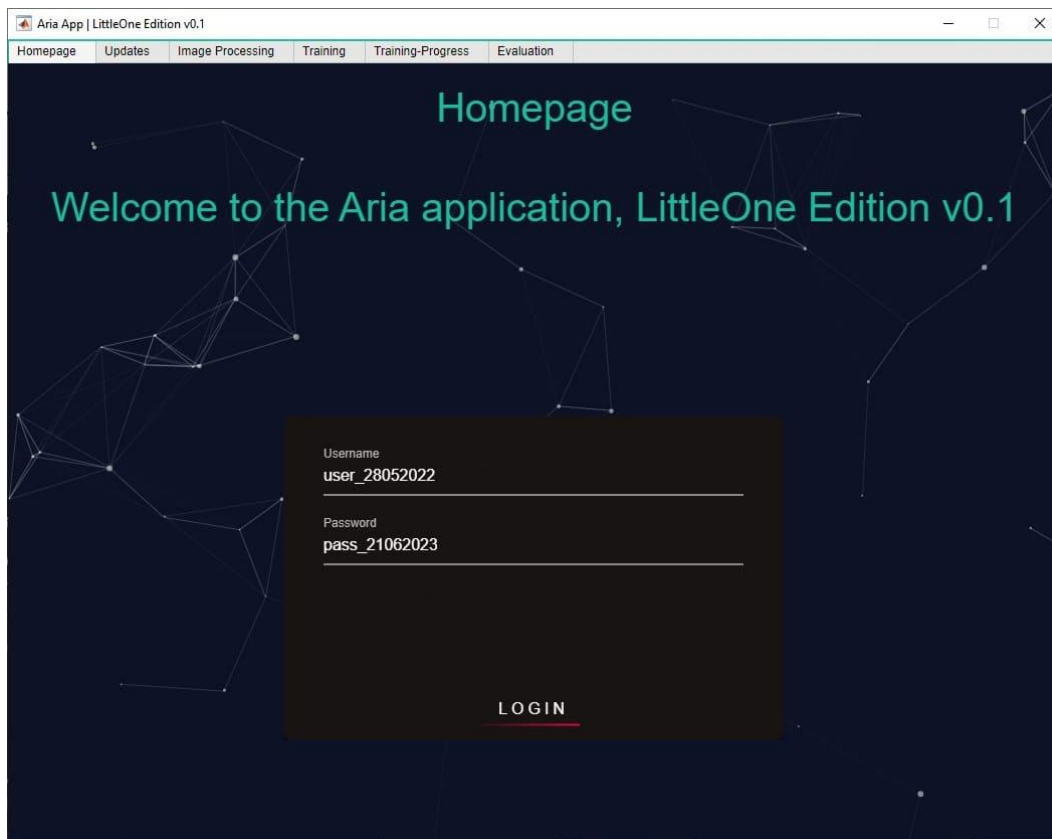 Aria App | LittleOne Edition v0.1
Homepage Updates Image Processing Training Training-Progress Evaluation
Homepage
Welcome to the Aria application, LittleOne Edition v0.1
Username
user_28052022
Password
pass_21062023
LOGIN